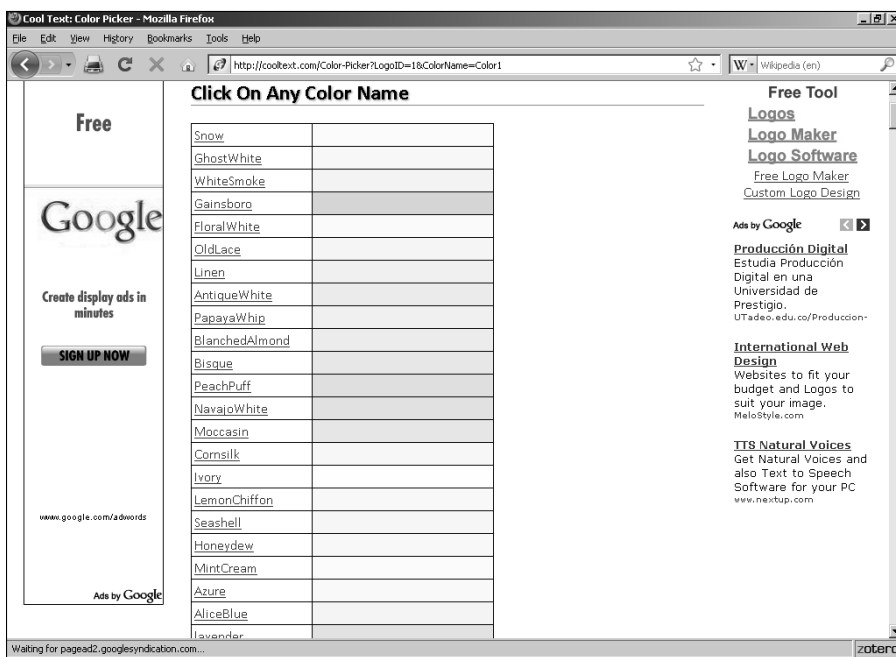 Cool Text: Color Picker - Mozilla Firefox
File Edit View History Bookmarks Tools Help
http://cooltext.com/Color-Picker?LogoID=1&ColorName=Color1
W Wikipedia (en)
Free
Google
Create display ads in
minutes
SIGN UP NOW
www.google.com/adwords
Ads by Google
Click On Any Color Name
Snow
GhostWhite
WhiteSmoke
Gainsboro
FloralWhite
OldLace
Linen
AntiqueWhite
PapayaWhip
BlanchedAlmond
Bisque
PeachPuff
NavajoWhite
Moccasin
Cornsilk
Ivory
LemonChiffon
Seashell
Honeydew
MintCream
Azure
AliceBlue
lavender
Free Tool
Logos
Logo Maker
Logo Software
Free Logo Maker
Custom Logo Design
Ads by Google
Producción Digital
Estudia Producción
Digital en una
Universidad de
Prestigio.
UTadeo.edu.co/Produccion-
International Web
Design
Websites to fit your
budget and Logos to
suit your image.
MeloStyle.com
TTS Natural Voices
Get Natural Voices and
also Text to Speech
Software for your PC
www.nextup.com
Waiting for pagead2.googlesyndication.com...
zotero